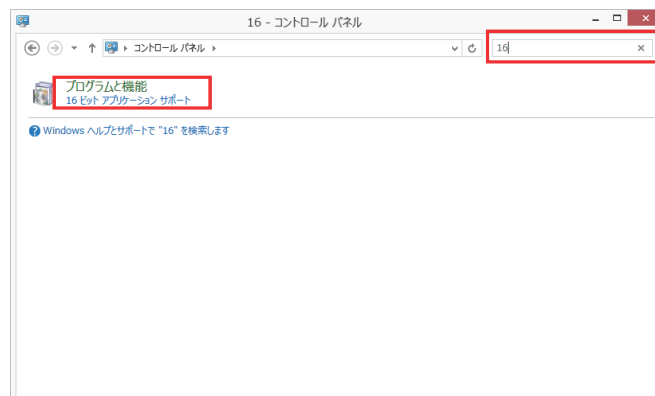 16 - コントロール パネル
コントロール パネル
16
プログラムと機能
16 ビット アプリケーション サポート
Windows ヘルプとサポートで "16" を検索します